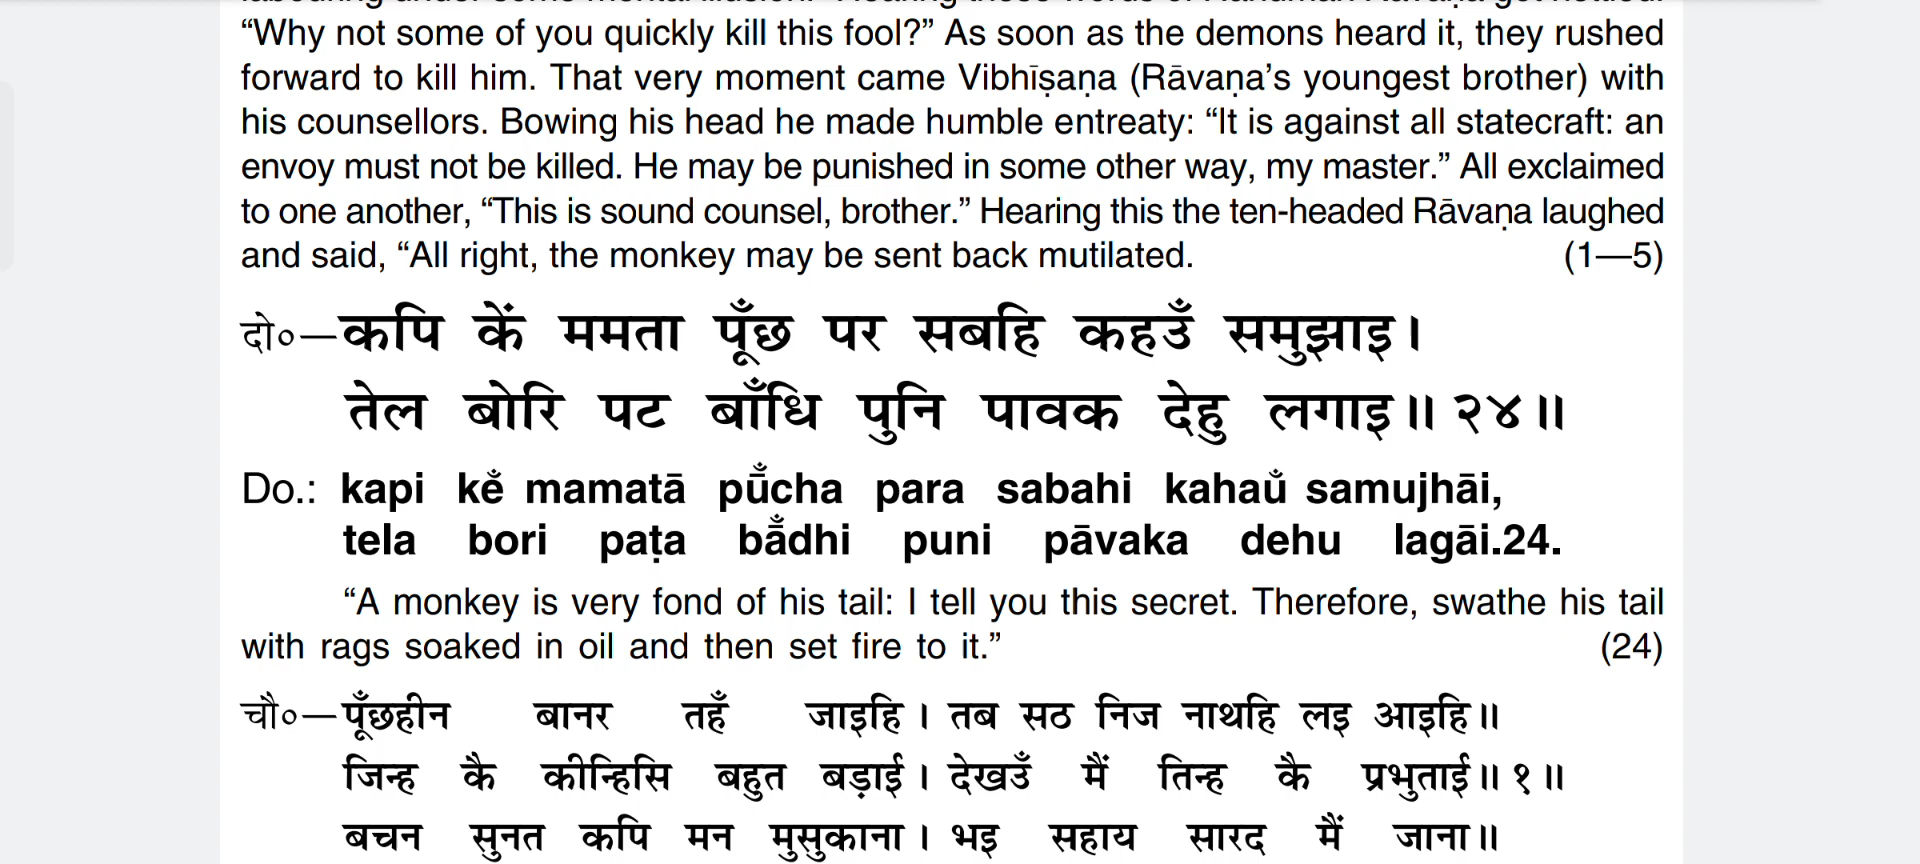 “Why not some of you quickly kill this fool?” As soon as the demons heard it, they rushed
forward to kill him. That very moment came Vibhīṣaṇa (Rāvaṇa’s youngest brother) with
his counsellors. Bowing his head he made humble entreaty: “It is against all statecraft: an
envoy must not be killed. He may be punished in some other way, my master.” All exclaimed
to one another, “This is sound counsel, brother.” Hearing this the ten-headed Rāvaṇa laughed
and said, “All right, the monkey may be sent back mutilated. (1—5)
दो०—कपि कें ममता पूँछ पर सबहि कहउँ समुझाइ।
तेल बोरि पट बाँधि पुनि पावक देहु लगाइ॥ २४॥
Do.: kapi kem̐ mamatā pūm̐cha para sabahi kahaum̐ samujhāi,
tela bori paṭa bām̐dhi puni pāvaka dehu lagāi.24.
“A monkey is very fond of his tail: I tell you this secret. Therefore, swathe his tail
with rags soaked in oil and then set fire to it.” (24)
चौ०—पूँछहीन बानर तहँ जाइहि। तब सठ निज नाथहि लइ आइहि॥
जिन्ह कै कीन्हिसि बहुत बड़ाई। देखउँ मैं तिन्ह कै प्रभुताई॥ १॥
बचन सुनत कपि मन मुसुकाना। भइ सहाय सारद मैं जाना॥